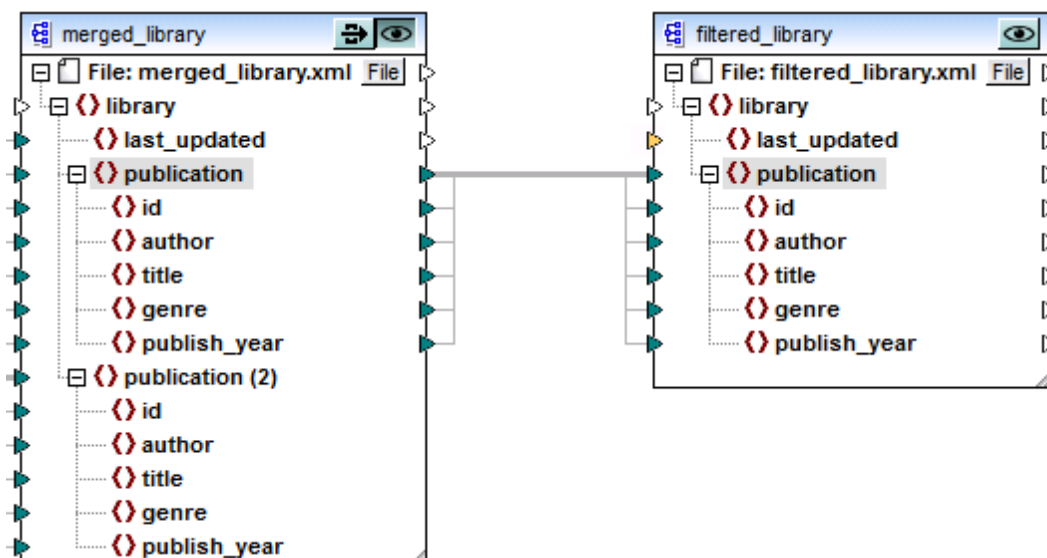 merged_library
File: merged_library.xml File
library
last_updated
publication
id
author
title
genre
publish_year
publication (2)
id
author
title
genre
publish_year
filtered_library
File: filtered_library.xml File
library
last_updated
publication
id
author
title
genre
publish_year